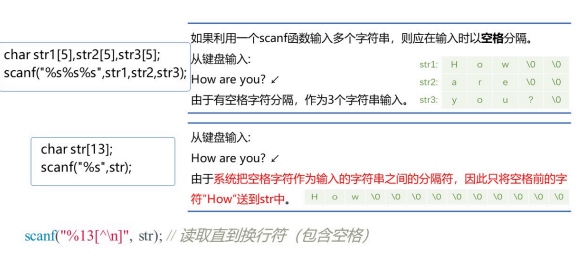 如果利用一个scanf函数输入多个字符串，则应在输入时以空格分隔。
char str1[5],str2[5],str3[5];
scanf("%s%s%s",str1,str2,str3);
从键盘输入：
How are you? ↙
由于有空格字符分隔，作为3个字符串输入。
str1: H o w \0 \0
str2: a r e \0 \0
str3: y o u ? \0
char str[13];
scanf("%s",str);
从键盘输入：
How are you? ↙
由于系统把空格字符作为输入的字符串之间的分隔符，因此只将空格前的字
符"How"送到str中。
H o w \0 \0 \0 \0 \0 \0 \0 \0 \0 \0
scanf("%13[^\n]", str); // 读取直到换行符（包含空格）